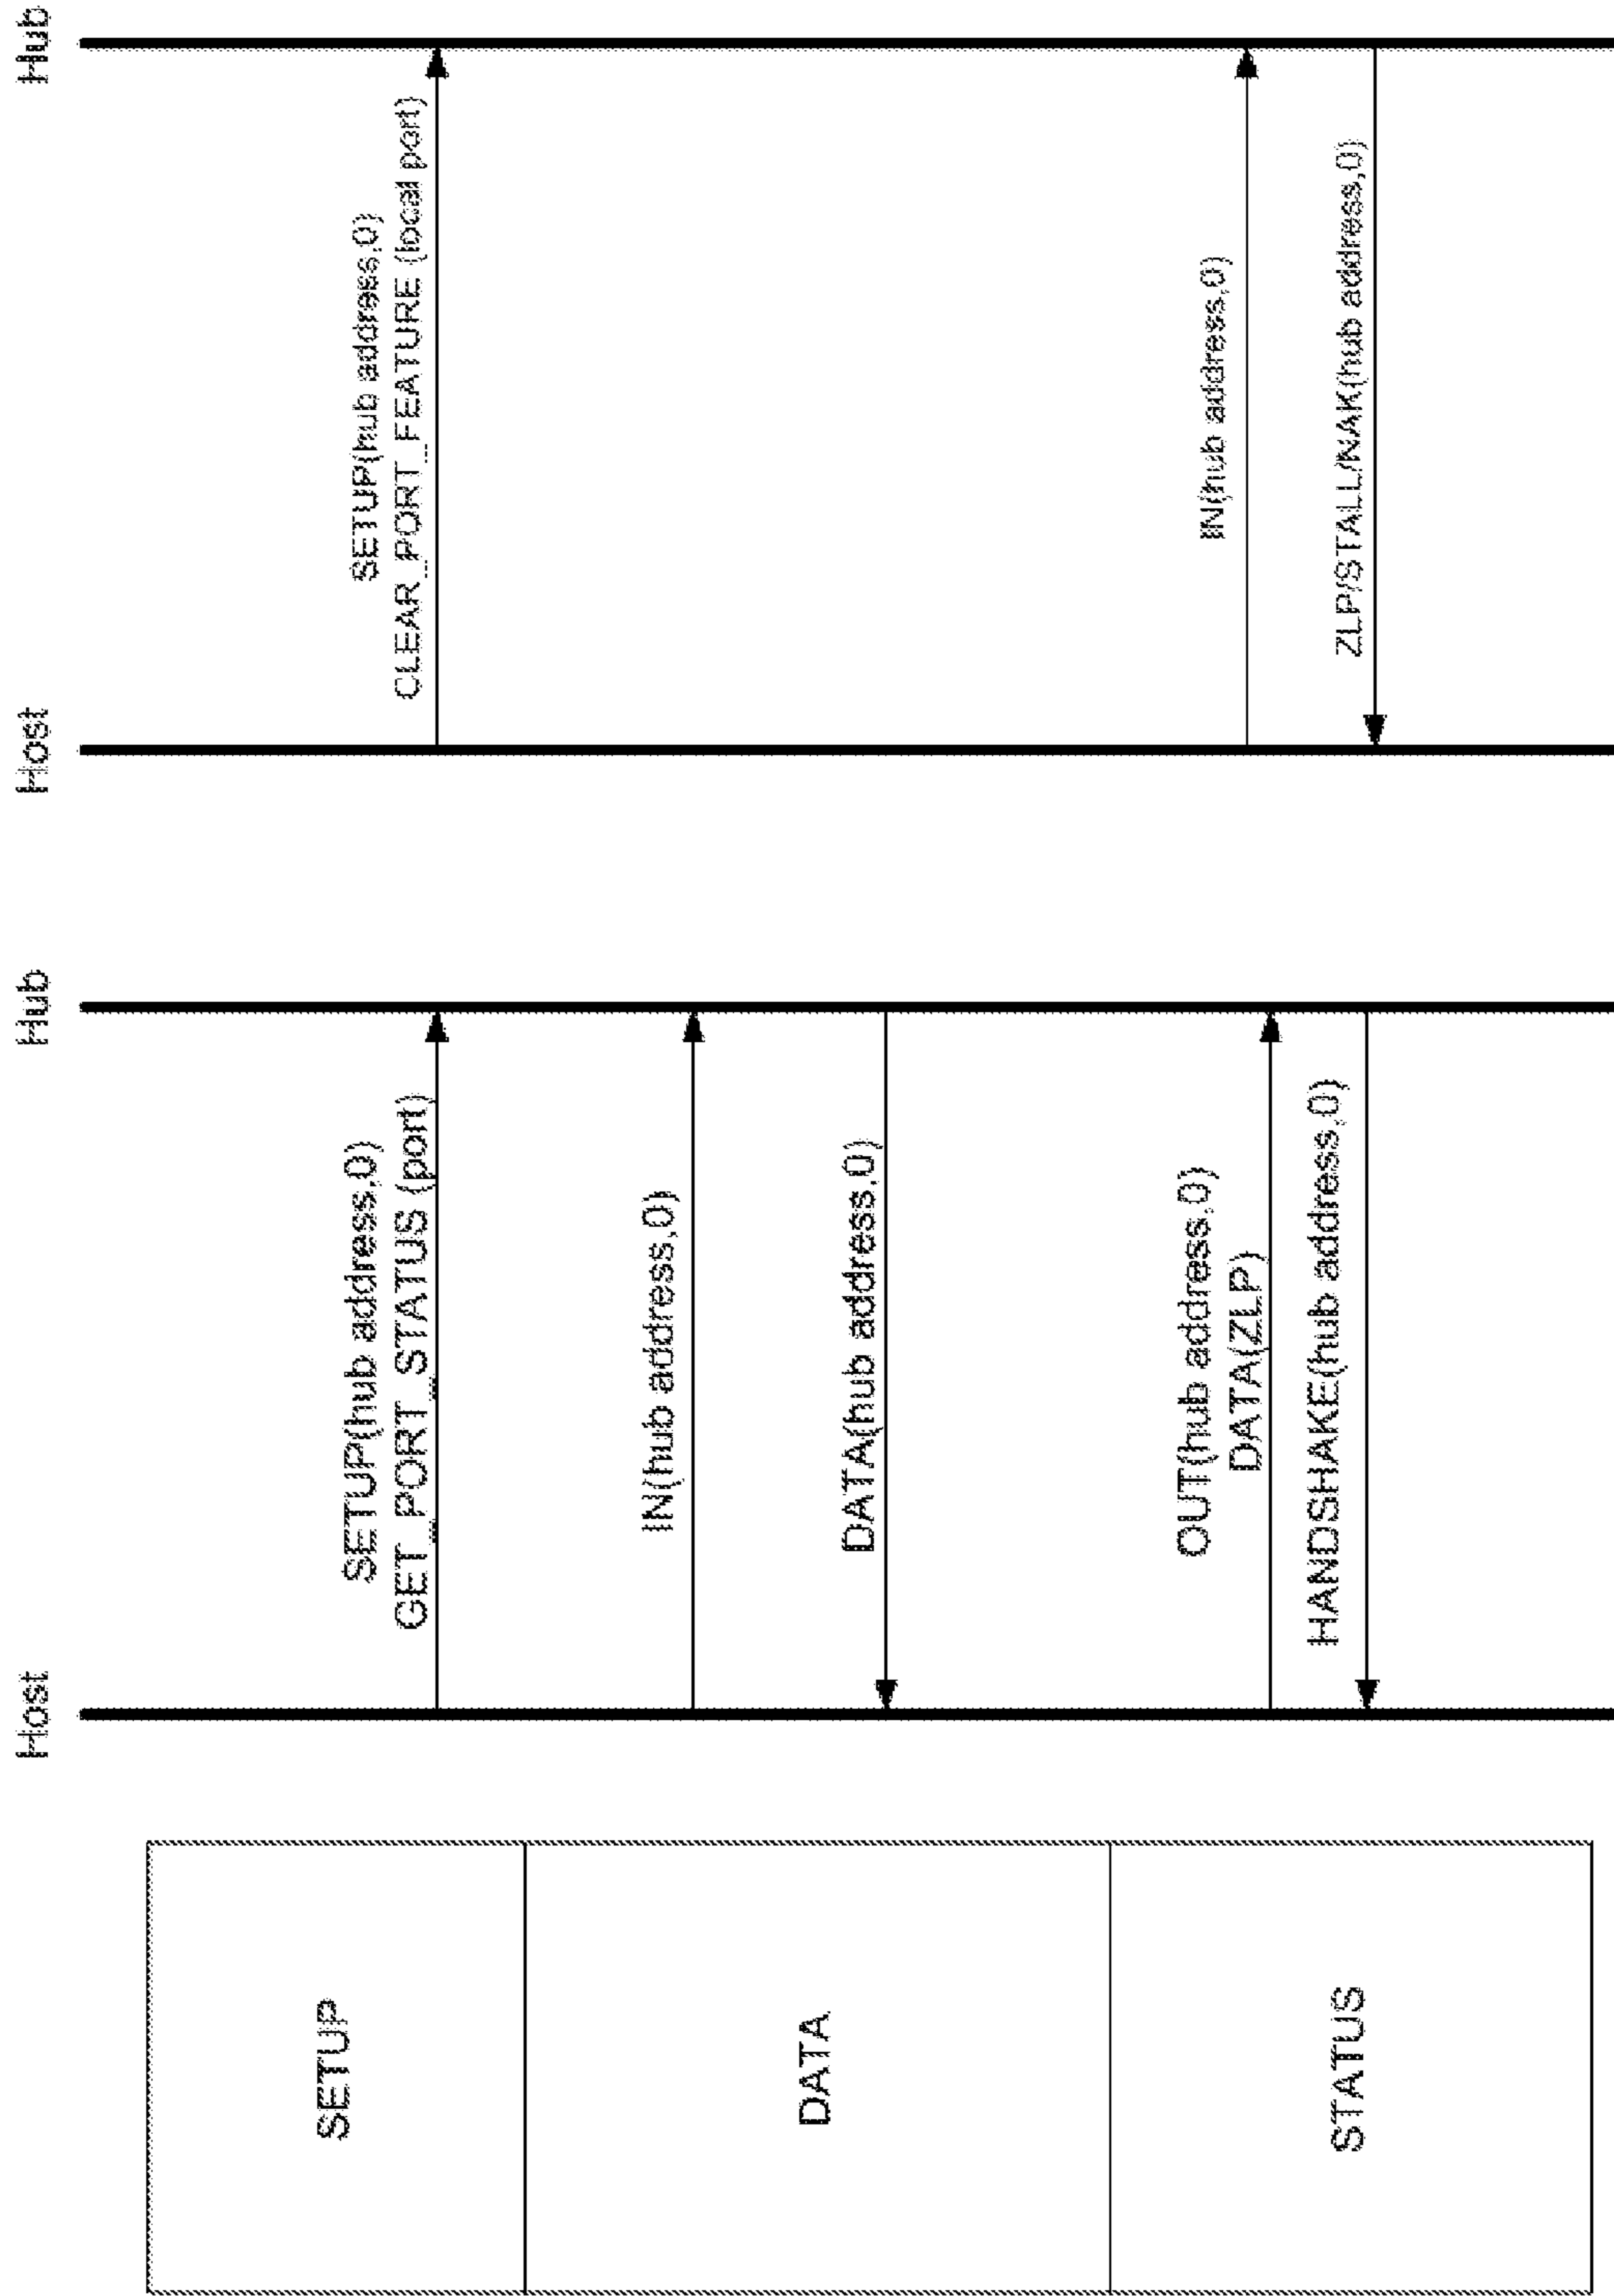 Host
Hub
Host
Hub
SETUP
SETUP(hub address,0)
GET_PORT_STATUS (port)
SETUP(hub address,0)
CLEAR_PORT_FEATURE (local port)
DATA
IN(hub address,0)
DATA(hub address,0)
STATUS
OUT(hub address,0)
DATA(ZLP)
HANDSHAKE(hub address,0)
IN(hub address,0)
ZLP/STALL/NAK(hub address,0)